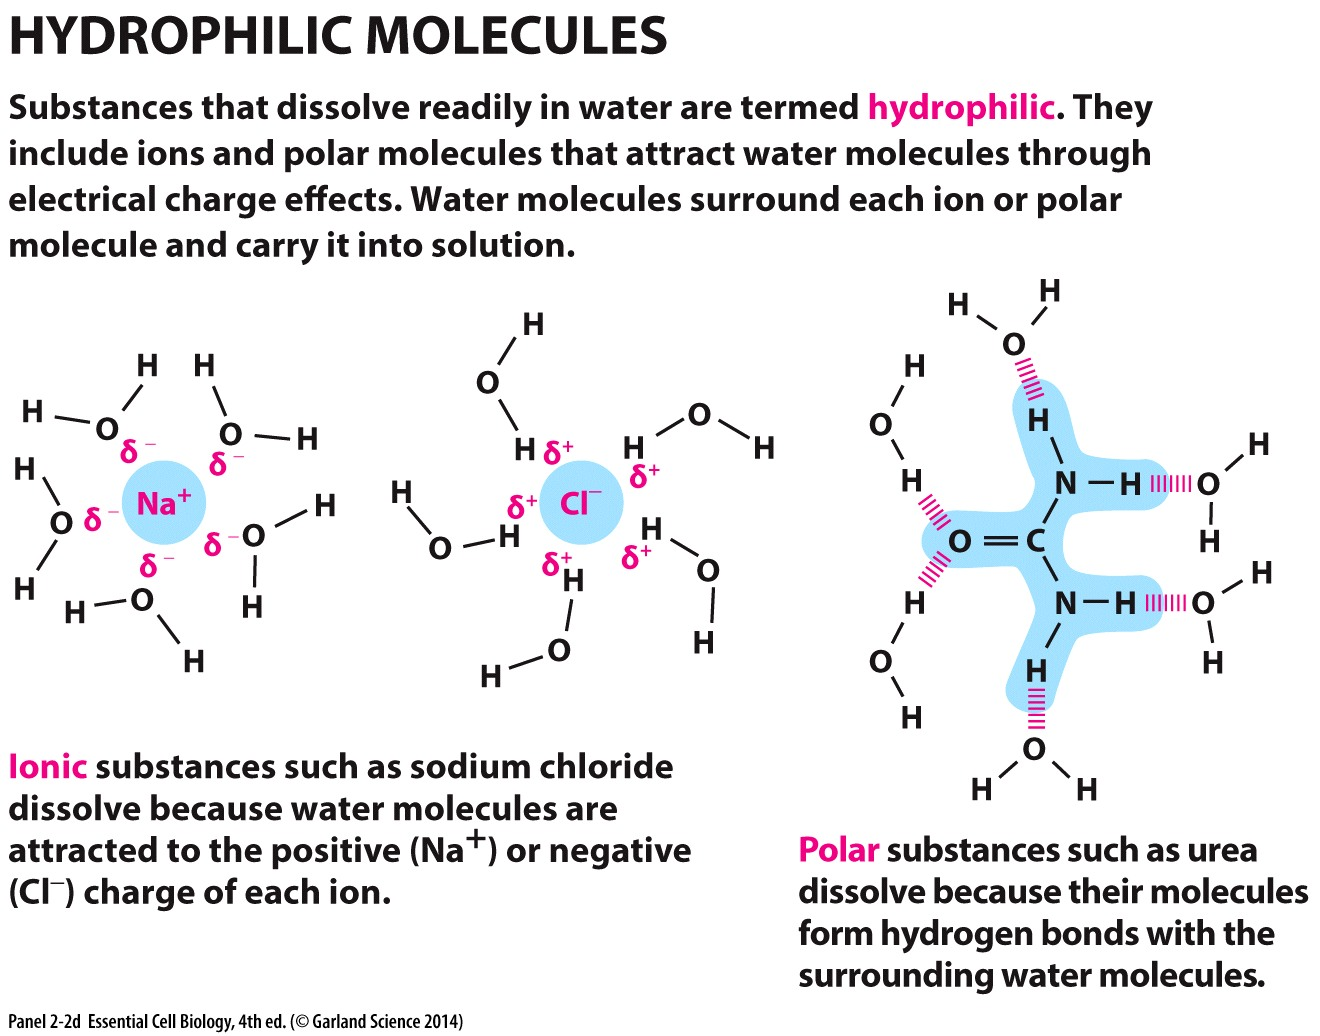 HYDROPHILIC MOLECULES
Substances that dissolve readily in water are termed hydrophilic. They
include ions and polar molecules that attract water molecules through
electrical charge effects. Water molecules surround each ion or polar
molecule and carry it into solution.
H H
H O O H
δ⁻ δ⁻
H
O δ⁻ Na⁺ δ⁻ O H
H δ⁻ H
H O
H
H
O
H δ⁺ H O H
δ⁺
H δ⁺ Cl⁻
O H H
δ⁺ δ⁺ O
H H
O
H
H H
O
H
O H
H N H O H
H
O C
H N H O H
H
O H
H
O
H H
Ionic substances such as sodium chloride
dissolve because water molecules are
attracted to the positive (Na⁺) or negative
(Cl⁻) charge of each ion.
Polar substances such as urea
dissolve because their molecules
form hydrogen bonds with the
surrounding water molecules.
Panel 2-2d Essential Cell Biology, 4th ed. (© Garland Science 2014)